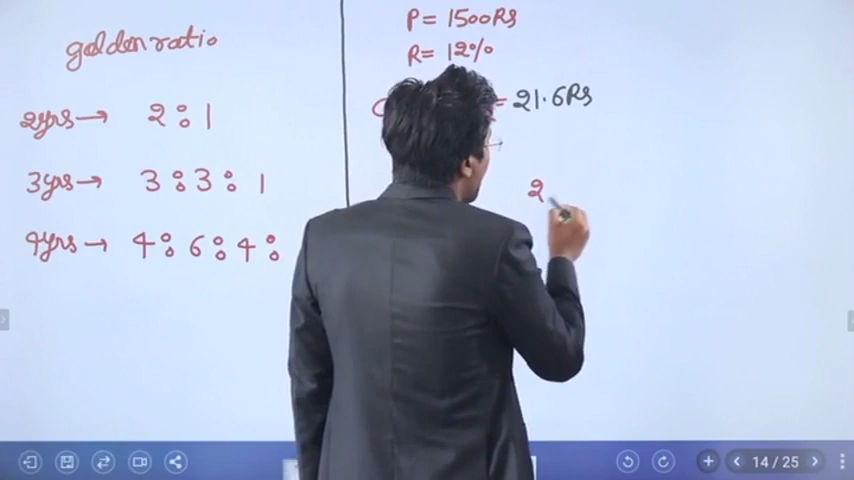 golden ratio
2yrs → 2 : 1
3yrs → 3 : 3 : 1
4yrs → 4 : 6 : 4 :
P = 1500RS
R = 12%
= 21.6RS
2
14 / 25